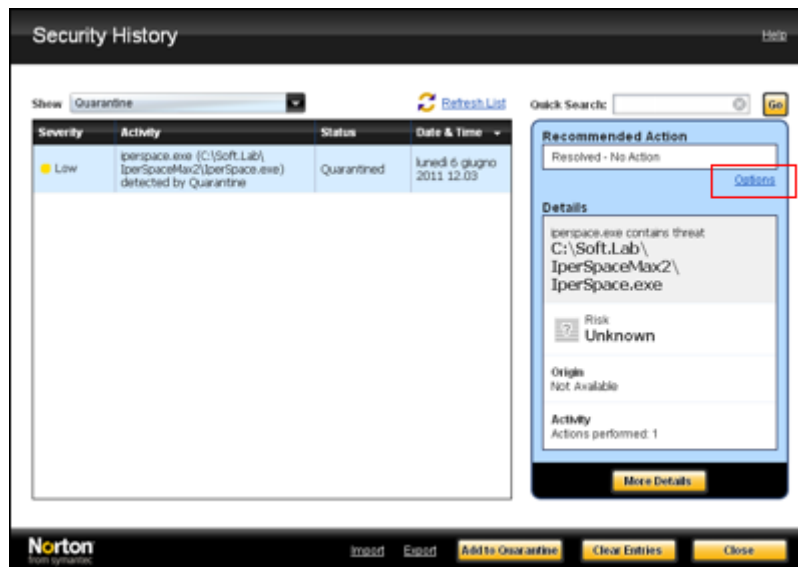 Security History
Help
Show Quarantine
Refresh List
Quick Search:
Go
Severity Activity Status Date & Time
Low
iperspace.exe (C:\Soft.Lab\
IperSpaceMax2\IperSpace.exe)
detected by Quarantine
Quarantined
lunedì 6 giugno
2011 12.03
Recommended Action
Resolved - No Action
Options
Details
iperspace.exe contains threat
C:\Soft.Lab\
IperSpaceMax2\
IperSpace.exe
Risk
Unknown
Origin
Not Available
Activity
Actions performed: 1
More Details
Norton
from symantec
Import
Export
Add to Quarantine
Clear Entries
Close